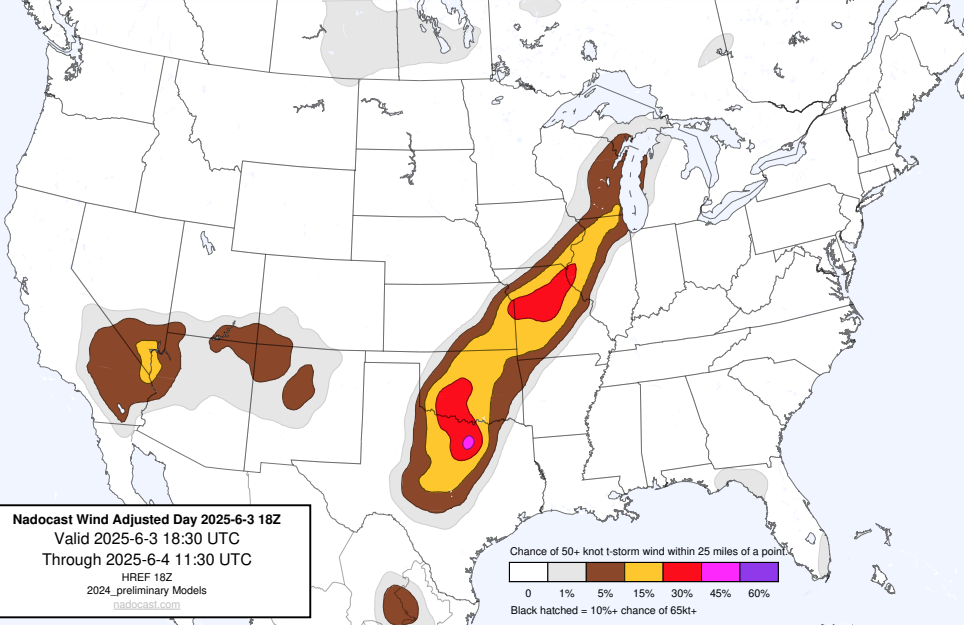 Nadocast Wind Adjusted Day 2025-6-3 18Z
Valid 2025-6-3 18:30 UTC
Through 2025-6-4 11:30 UTC
HREF 18Z
2024_preliminary Models
nadocast.com
Chance of 50+ knot t-storm wind within 25 miles of a point.
0 1% 5% 15% 30% 45% 60%
Black hatched = 10%+ chance of 65kt+